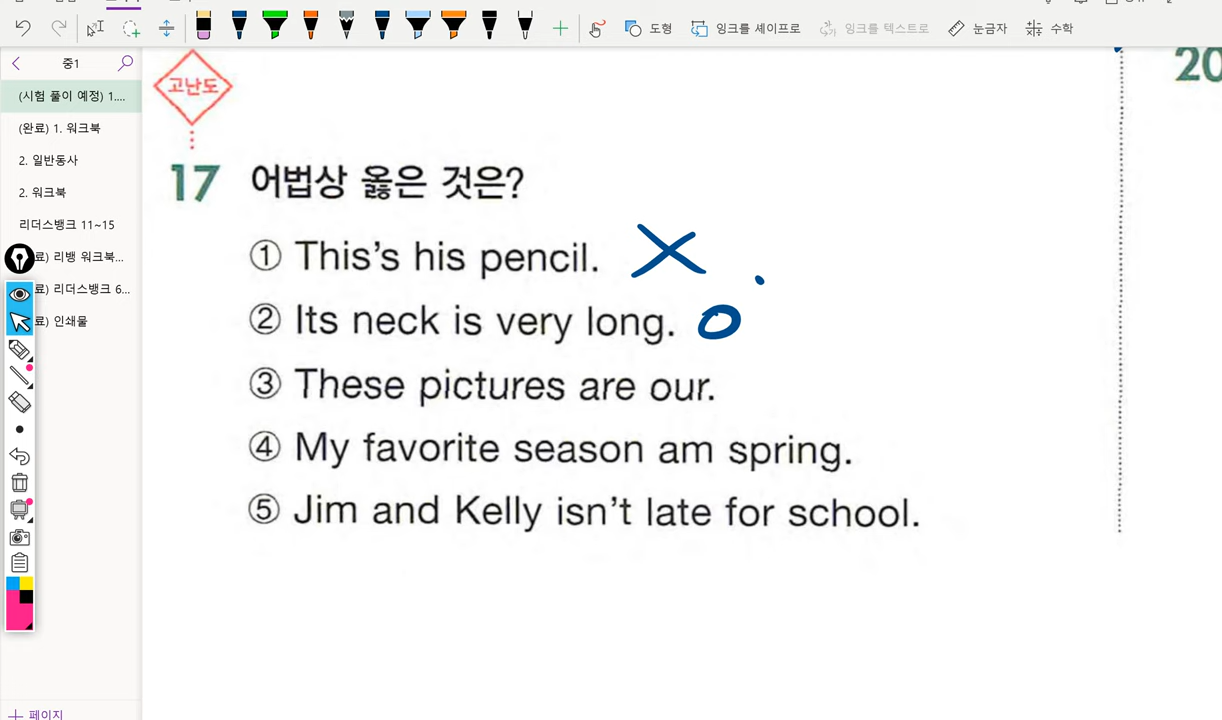 도형
잉크를 셰이프로
잉크를 텍스트로
눈금자
수학
중1
(시험 풀이 예정) 1....
(완료) 1. 워크북
2. 일반동사
2. 워크북
리더스뱅크 11~15
료) 리뱅 워크북...
료) 리더스뱅크 6...
료) 인쇄물
페이지
고난도
17 어법상 옳은 것은?
① This's his pencil. X
② Its neck is very long. O
③ These pictures are our.
④ My favorite season am spring.
⑤ Jim and Kelly isn't late for school.
20